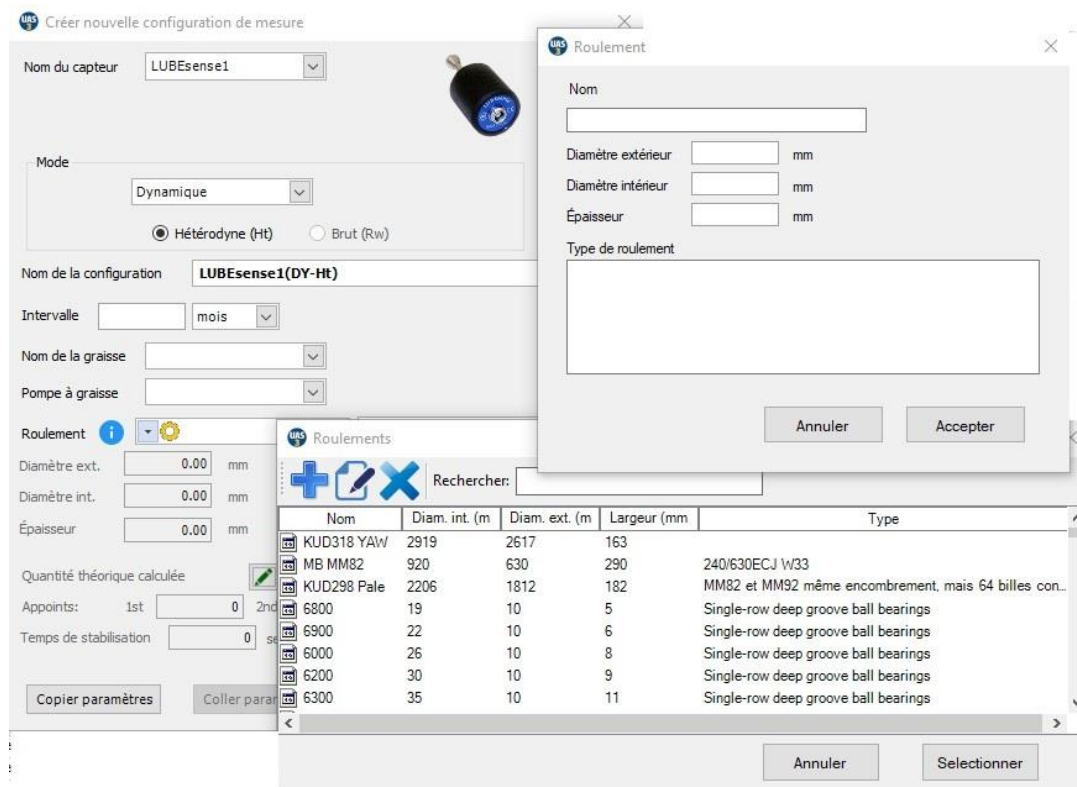 Créer nouvelle configuration de mesure
Nom du capteur LUBEsense1
Mode
Dynamique
Hétérodyne (Ht) Brut (Rw)
Nom de la configuration LUBEsense1(DY-Ht)
Intervalle mois
Nom de la graisse
Pompe à graisse
Roulement
Diamètre ext. 0.00 mm
Diamètre int. 0.00 mm
Épaisseur 0.00 mm
Quantité théorique calculée
Appoints: 1st 0 2nd
Temps de stabilisation 0 se
Copier paramètres Coller parar
UAS 3 Roulement
Nom
Diamètre extérieur mm
Diamètre intérieur mm
Épaisseur mm
Type de roulement
Annuler Accepter
UAS 3 Roulements
Rechercher:
Nom Diam. int. (m Diam. ext. (m Largeur (mm Type
KUD318 YAW 2919 2617 163
MB MM82 920 630 290 240/630ECJ W33
KUD298 Pale 2206 1812 182 MM82 et MM92 même encombrement, mais 64 billes con...
6800 19 10 5 Single-row deep groove ball bearings
6900 22 10 6 Single-row deep groove ball bearings
6000 26 10 8 Single-row deep groove ball bearings
6200 30 10 9 Single-row deep groove ball bearings
6300 35 10 11 Single-row deep groove ball bearings
Annuler Selectionner